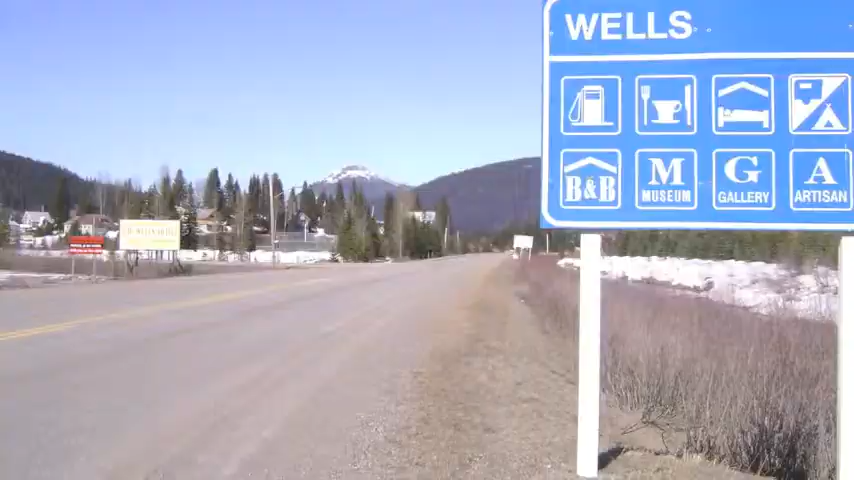 WELLS
B&B
M
MUSEUM
G
GALLERY
A
ARTISAN